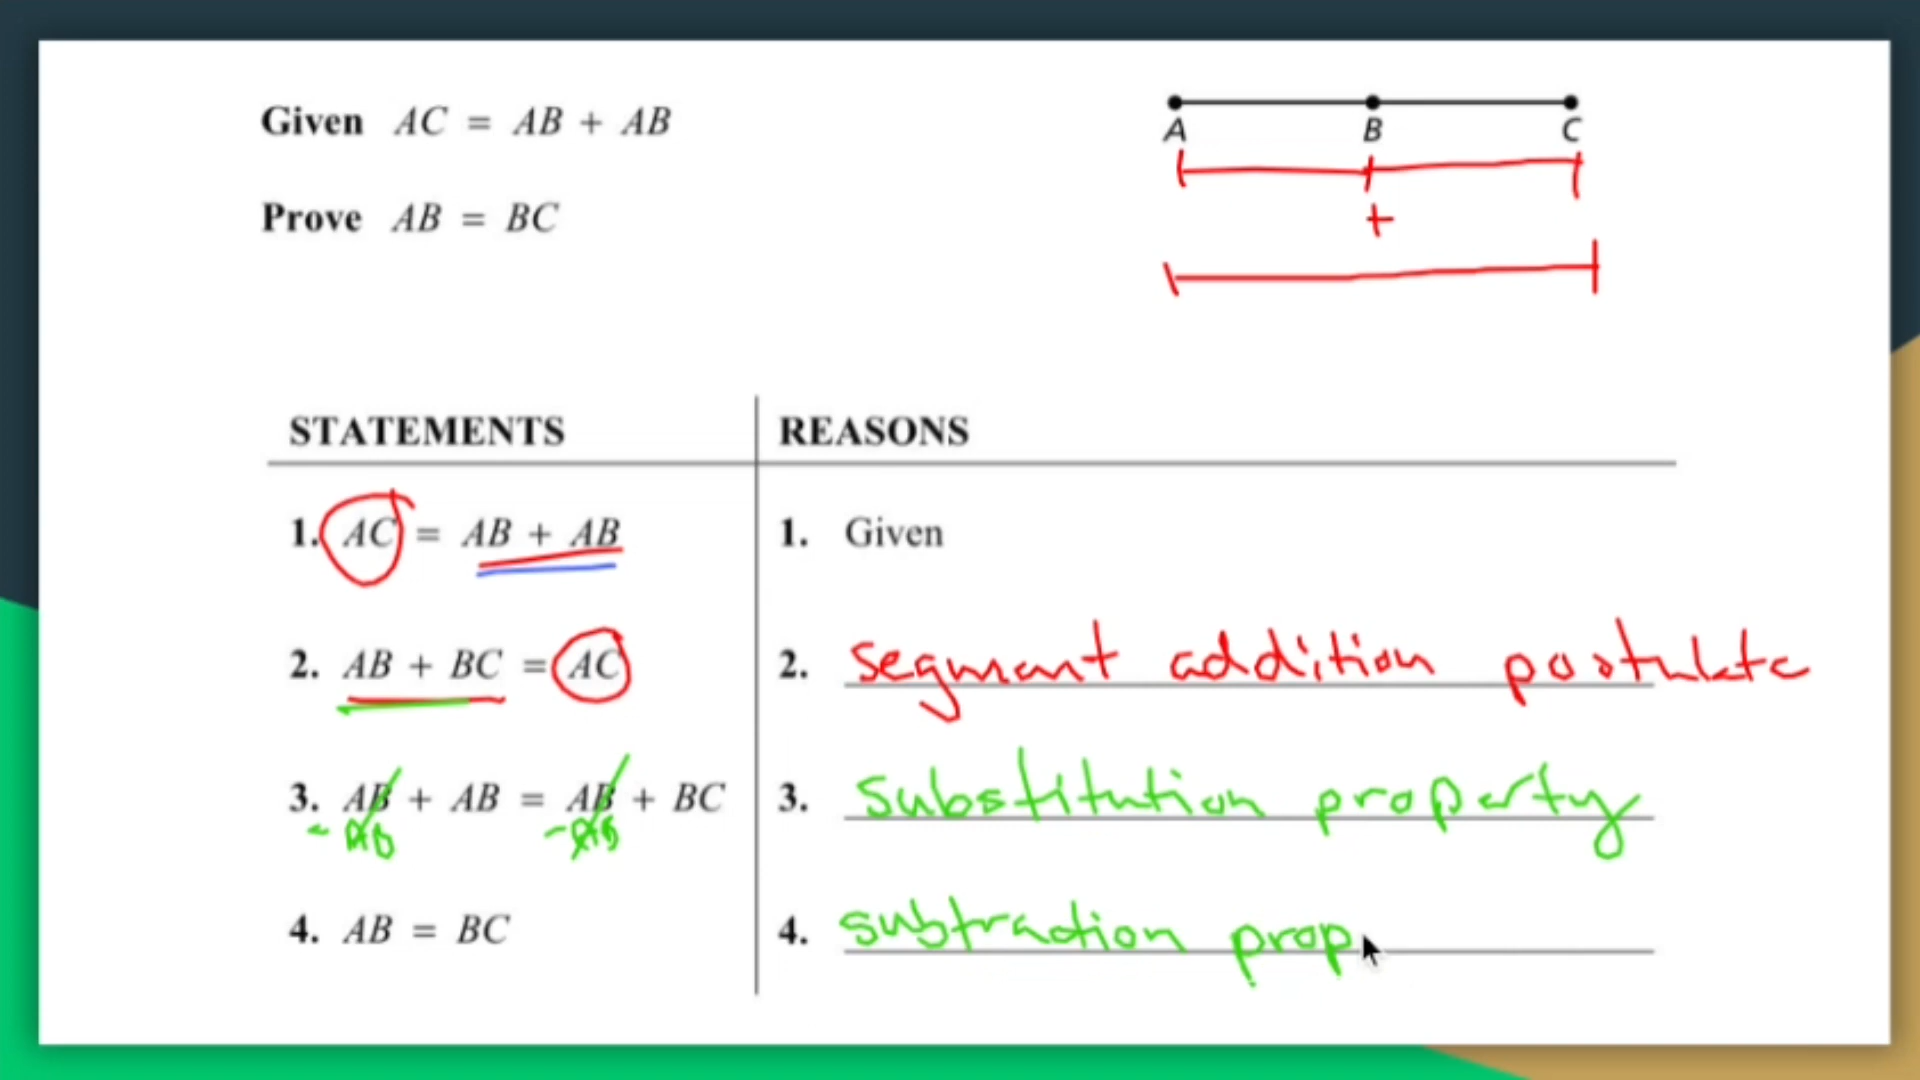 Given AC = AB + AB
A B C
Prove AB = BC
+
STATEMENTS REASONS
1. AC = AB + AB 1. Given
2. AB + BC = AC 2. segment addition postulate
3. AB + AB = AB + BC 3. substitution property
- AB - AB
4. AB = BC 4. subtraction prop